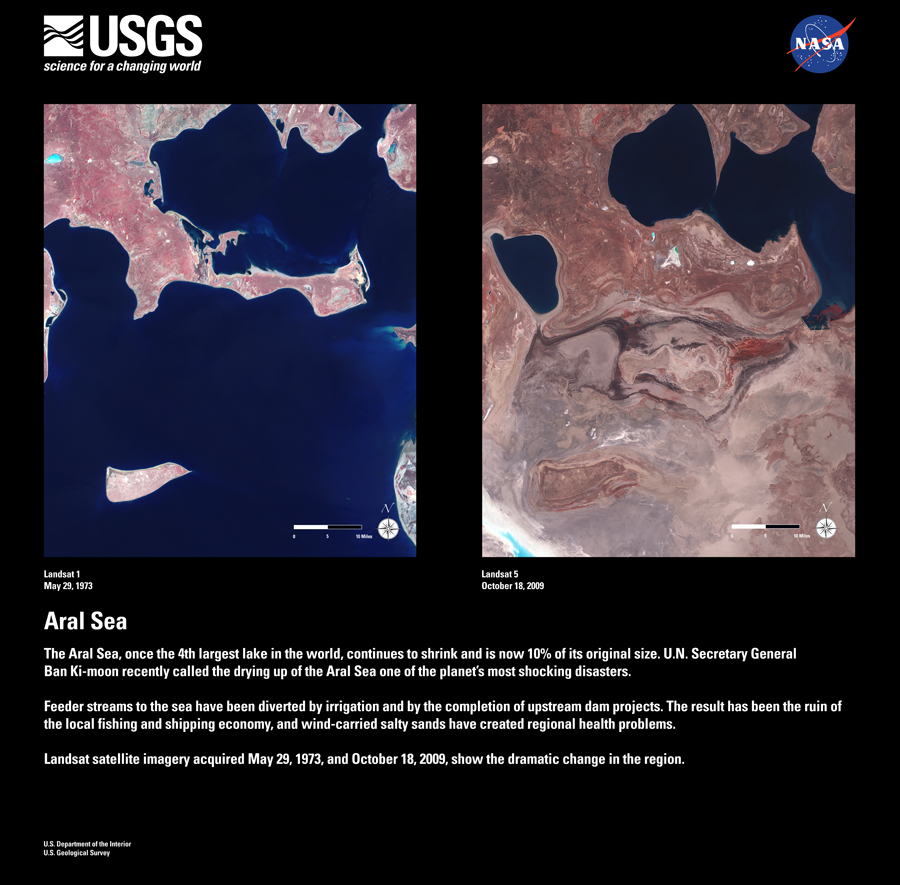 USGS
science for a changing world
NASA
N
0 5 10 Miles
N
0 5 10 Miles
Landsat 1
May 29, 1973
Landsat 5
October 18, 2009
Aral Sea
The Aral Sea, once the 4th largest lake in the world, continues to shrink and is now 10% of its original size. U.N. Secretary General
Ban Ki-moon recently called the drying up of the Aral Sea one of the planet's most shocking disasters.
Feeder streams to the sea have been diverted by irrigation and by the completion of upstream dam projects. The result has been the ruin of
the local fishing and shipping economy, and wind-carried salty sands have created regional health problems.
Landsat satellite imagery acquired May 29, 1973, and October 18, 2009, show the dramatic change in the region.
U.S. Department of the Interior
U.S. Geological Survey